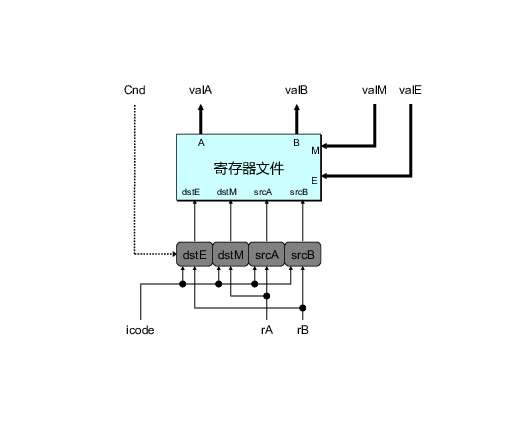 Cnd valA valB valM valE
A B M
寄存器文件
E
dstE dstM srcA srcB
dstE dstM srcA srcB
icode rA rB